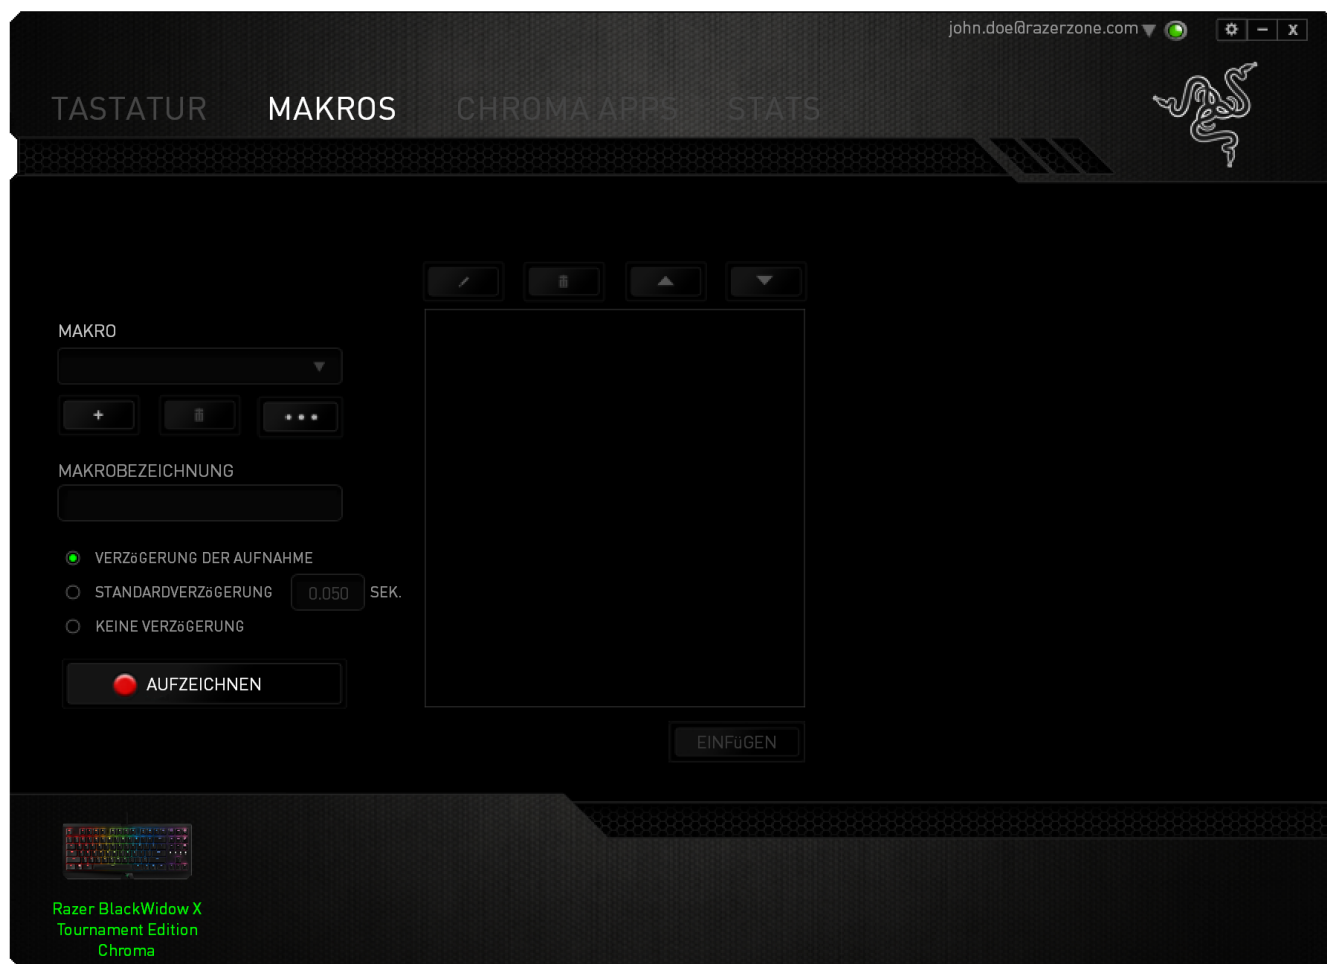 john.doe@razerzone.com
TASTATUR MAKROS CHROMA APPS STATS
MAKRO
MAKROBEZEICHNUNG
VERZöGERUNG DER AUFNAHME
STANDARDVERZöGERUNG 0.050 SEK.
KEINE VERZöGERUNG
AUFZEICHNEN
EINFüGEN
Razer BlackWidow X
Tournament Edition
Chroma